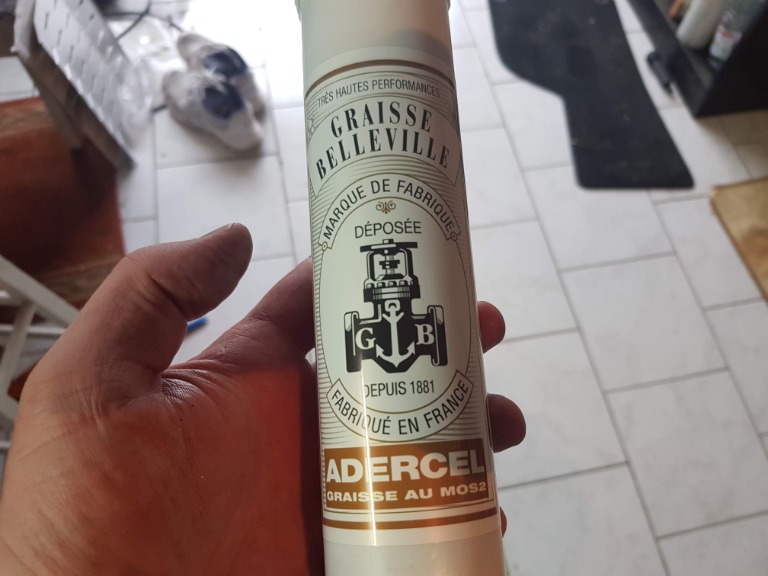 TRÈS HAUTES PERFORMANCES
GRAISSE
BELLEVILLE
MARQUE DE FABRIQUE
DÉPOSÉE
G B
DEPUIS 1881
FABRIQUÉ EN FRANCE
ADERCEL
GRAISSE AU MOS2